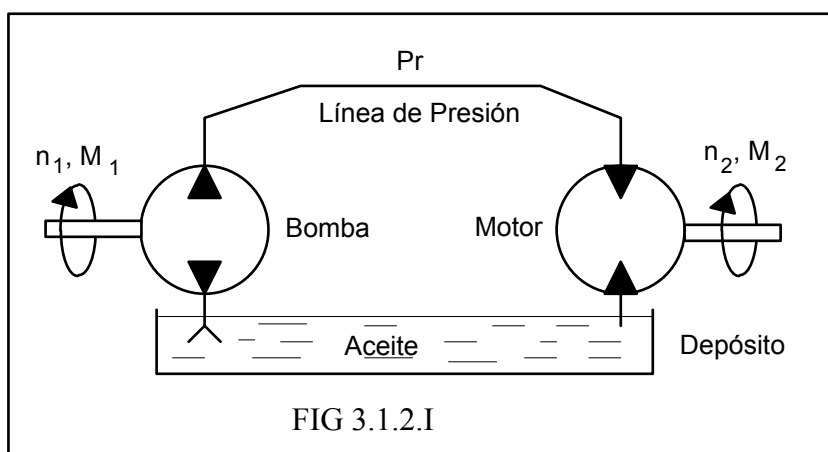 Pr
Línea de Presión
n1, M1
n2, M2
Bomba
Motor
Aceite
Depósito
FIG 3.1.2.I